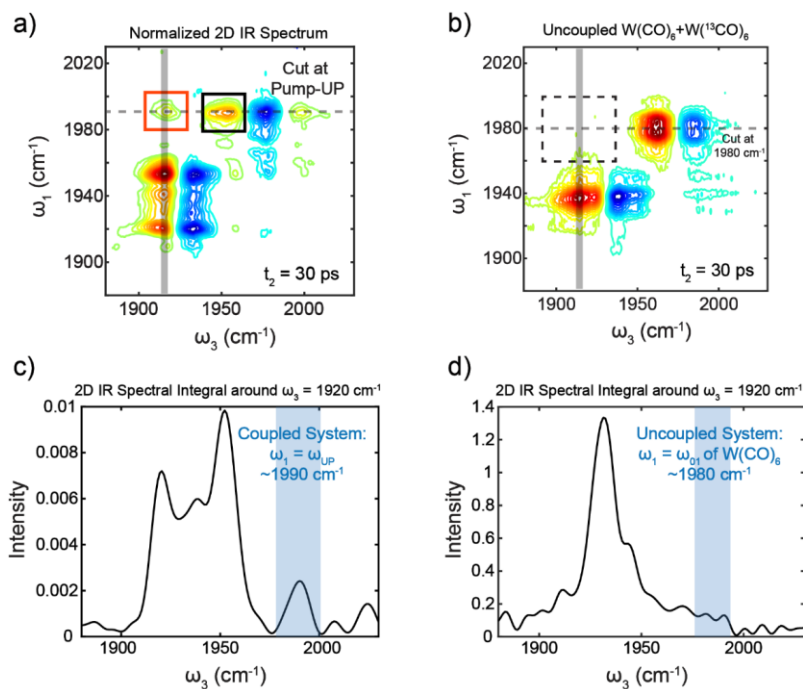 a)
Normalized 2D IR Spectrum
2020
1980
1940
1900
ω₁ (cm⁻¹)
Cut at
Pump-UP
t₂ = 30 ps
1900
1950
2000
ω₃ (cm⁻¹)
b)
Uncoupled W(CO)₆+W(¹³CO)₆
2020
1980
1940
1900
ω₁ (cm⁻¹)
Cut at
1980 cm⁻¹
t₂ = 30 ps
1900
1950
2000
ω₃ (cm⁻¹)
c)
2D IR Spectral Integral around ω₃ = 1920 cm⁻¹
0.01
0.008
0.006
0.004
0.002
0
Intensity
Coupled System:
ω₁ = ω_UP
~1990 cm⁻¹
1900
1950
2000
ω₃ (cm⁻¹)
d)
2D IR Spectral Integral around ω₃ = 1920 cm⁻¹
1.4
1.2
1
0.8
0.6
0.4
0.2
0
Intensity
Uncoupled System:
ω₁ = ω₀₁ of W(CO)₆
~1980 cm⁻¹
1900
1950
2000
ω₃ (cm⁻¹)